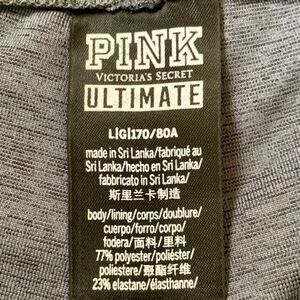 PINK
VICTORIA'S SECRET
ULTIMATE
L|G|170/80A
made in Sri Lanka/fabriqué au
Sri Lanka/hecho en Sri Lanka/
fabbricato in Sri Lanka/
斯里兰卡制造
body/lining/corps/doublure/
cuerpo/forro/corpo/
fodera/面料/里料
77% polyester/poliéster/
poliestere/聚酯纤维
23% elastane/élasthanne/